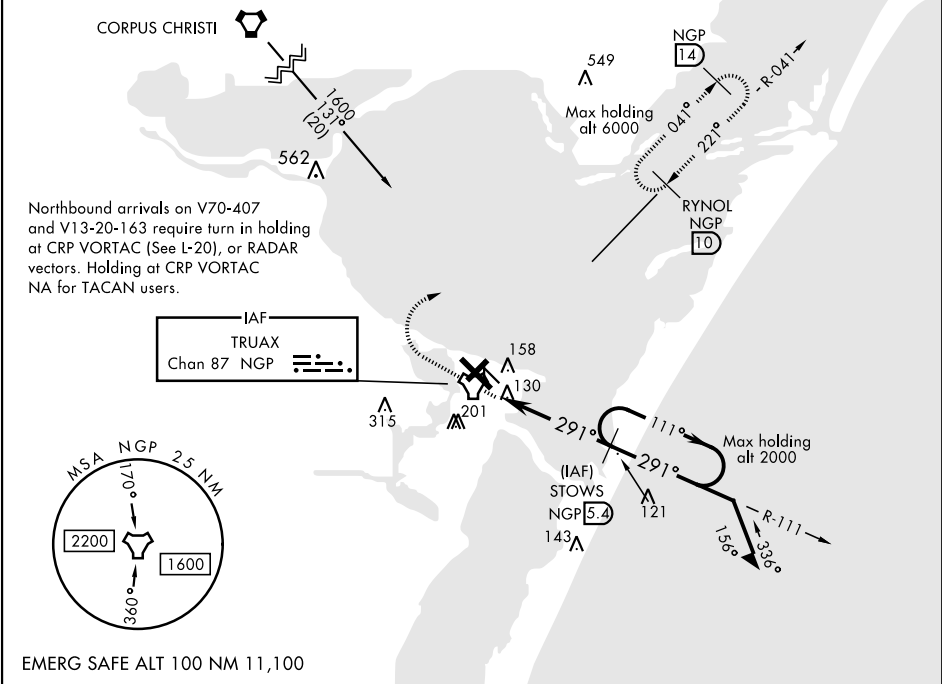 CORPUS CHRISTI
1600
131°
(20)
562
549
Max holding
alt 6000
NGP
14
R-041
041°
221°
RYNOL
NGP
10
Northbound arrivals on V70-407
and V13-20-163 require turn in holding
at CRP VORTAC (See L-20), or RADAR
vectors. Holding at CRP VORTAC
NA for TACAN users.
IAF
TRUAX
Chan 87 NGP
158
130
201
315
291°
111°
291°
Max holding
alt 2000
(IAF)
STOWS
NGP 5.4
121
143
R-111
156°
336°
MSA NGP 25 NM
170°
2200
1600
360°
EMERG SAFE ALT 100 NM 11,100